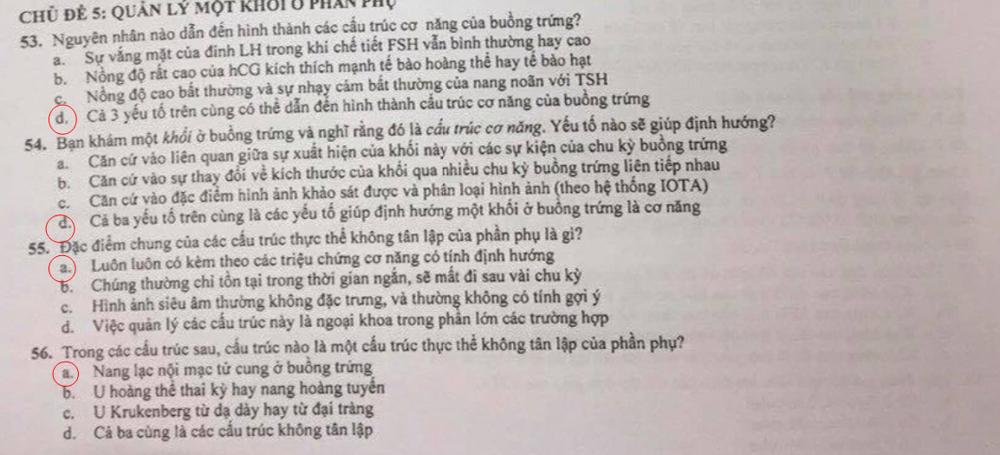 CHỦ ĐỀ 5: QUẢN LÝ MỘT KHỐI Ở PHẦN PHỤ
53. Nguyên nhân nào dẫn đến hình thành các cấu trúc cơ năng của buồng trứng?
a. Sự vắng mặt của đỉnh LH trong khi chế tiết FSH vẫn bình thường hay cao
b. Nồng độ rất cao của hCG kích thích mạnh tế bào hoàng thể hay tế bào hạt
c. Nồng độ cao bất thường và sự nhạy cảm bất thường của nang noãn với TSH
d. Cả 3 yếu tố trên cùng có thể dẫn đến hình thành cấu trúc cơ năng của buồng trứng
54. Bạn khám một khối ở buồng trứng và nghĩ rằng đó là cấu trúc cơ năng. Yếu tố nào sẽ giúp định hướng?
a. Căn cứ vào liên quan giữa sự xuất hiện của khối này với các sự kiện của chu kỳ buồng trứng
b. Căn cứ vào sự thay đổi về kích thước của khối qua nhiều chu kỳ buồng trứng liên tiếp nhau
c. Căn cứ vào đặc điểm hình ảnh khảo sát được và phân loại hình ảnh (theo hệ thống IOTA)
d. Cả ba yếu tố trên cùng là các yếu tố giúp định hướng một khối ở buồng trứng là cơ năng
55. Đặc điểm chung của các cấu trúc thực thể không tân lập của phần phụ là gì?
a. Luôn luôn có kèm theo các triệu chứng cơ năng có tính định hướng
b. Chúng thường chỉ tồn tại trong thời gian ngắn, sẽ mất đi sau vài chu kỳ
c. Hình ảnh siêu âm thường không đặc trưng, và thường không có tính gợi ý
d. Việc quản lý các cấu trúc này là ngoại khoa trong phần lớn các trường hợp
56. Trong các cấu trúc sau, cấu trúc nào là một cấu trúc thực thể không tân lập của phần phụ?
a. Nang lạc nội mạc tử cung ở buồng trứng
b. U hoàng thể thai kỳ hay nang hoàng tuyến
c. U Krukenberg từ dạ dày hay từ đại tràng
d. Cả ba cùng là các cấu trúc không tân lập